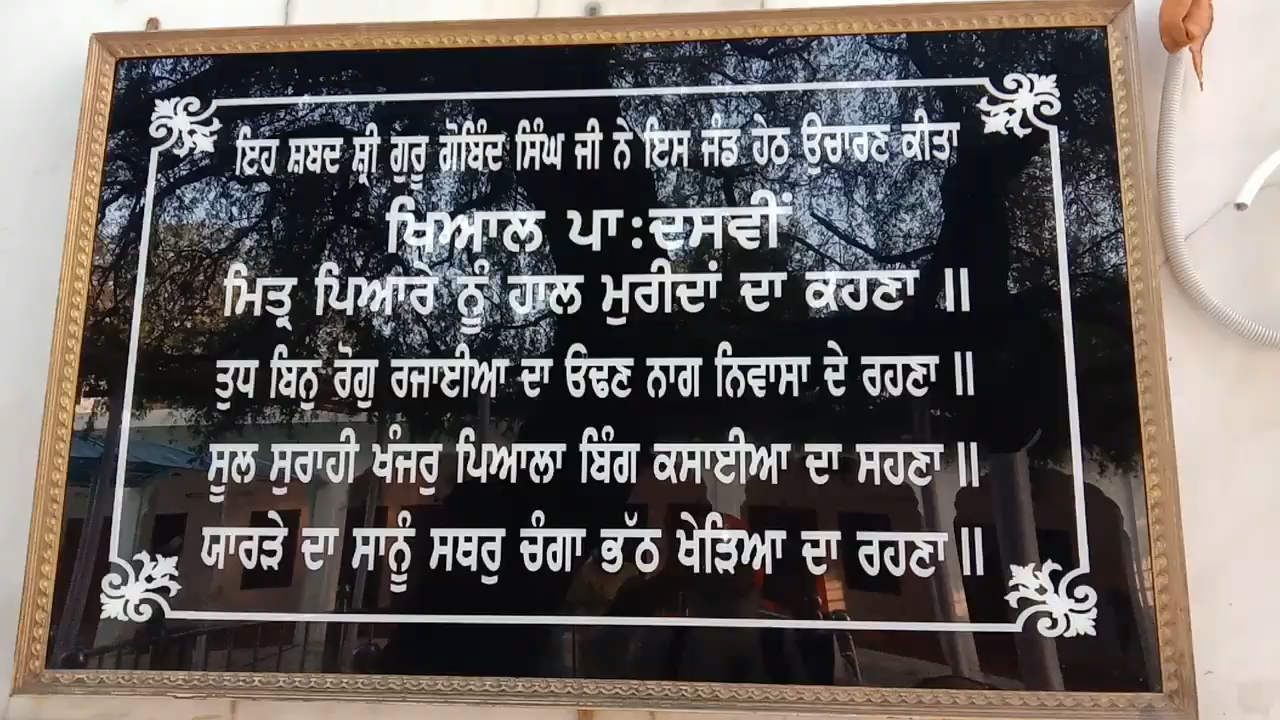 ਇਹ ਸ਼ਬਦ ਸ਼੍ਰੀ ਗੁਰੂ ਗੋਬਿੰਦ ਸਿੰਘ ਜੀ ਨੇ ਇਸ ਜੰਡ ਹੇਠ ਉਚਾਰਣ ਕੀਤਾ
ਖਿਆਲ ਪਾ:ਦਸਵੀਂ
ਮਿਤ੍ਰ ਪਿਆਰੇ ਨੂੰ ਹਾਲ ਮੁਰੀਦਾਂ ਦਾ ਕਹਣਾ ॥
ਤੁਧ ਬਿਨੁ ਰੋਗੁ ਰਜਾਈਆ ਦਾ ਓਢਣ ਨਾਗ ਨਿਵਾਸਾ ਦੇ ਰਹਣਾ ॥
ਸੂਲ ਸੁਰਾਹੀ ਖੰਜਰੁ ਪਿਆਲਾ ਬਿੰਗ ਕਸਾਈਆ ਦਾ ਸਹਣਾ ॥
ਯਾਰੜੇ ਦਾ ਸਾਨੂੰ ਸਥਰੁ ਚੰਗਾ ਭੱਠ ਖੇੜਿਆ ਦਾ ਰਹਣਾ ॥